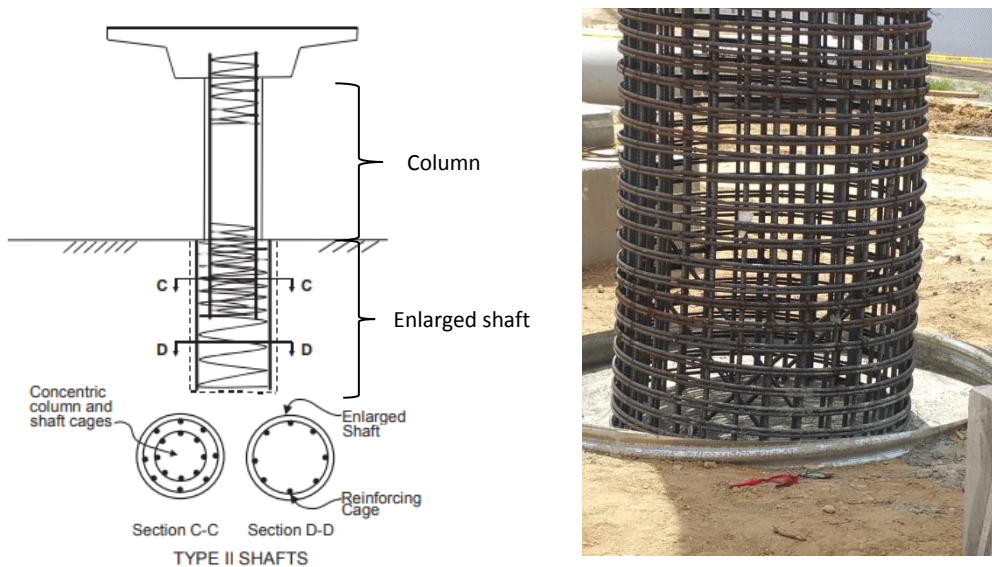 Column
C
C
Enlarged shaft
D
D
Concentric
column and
shaft cages
Enlarged
Shaft
Reinforcing
Cage
Section C-C
Section D-D
TYPE II SHAFTS